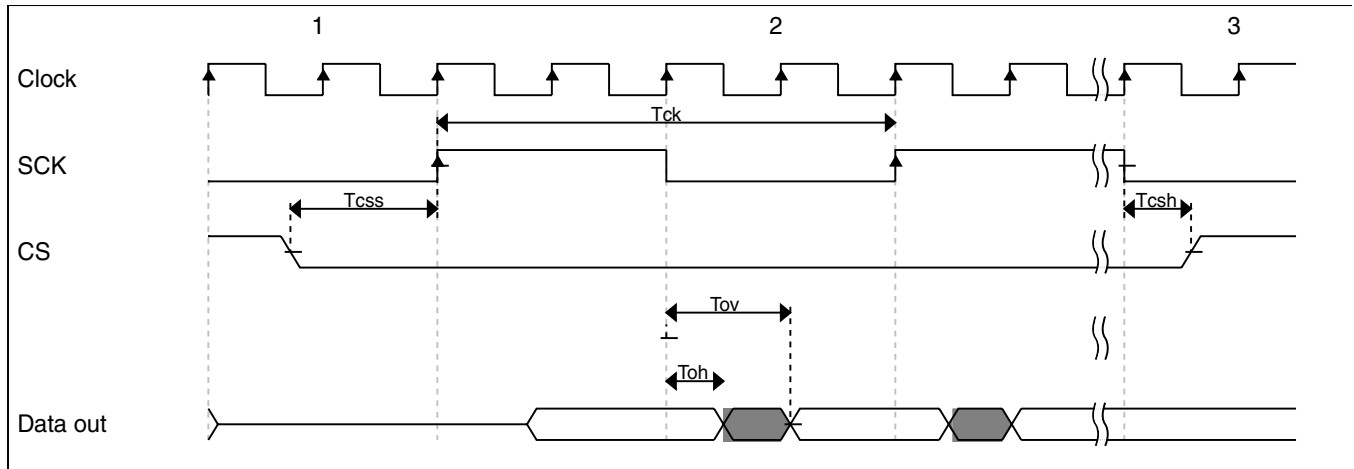 1 2 3
Clock
Tck
SCK
Tcss Tcsh
CS
Tov
Toh
Data out